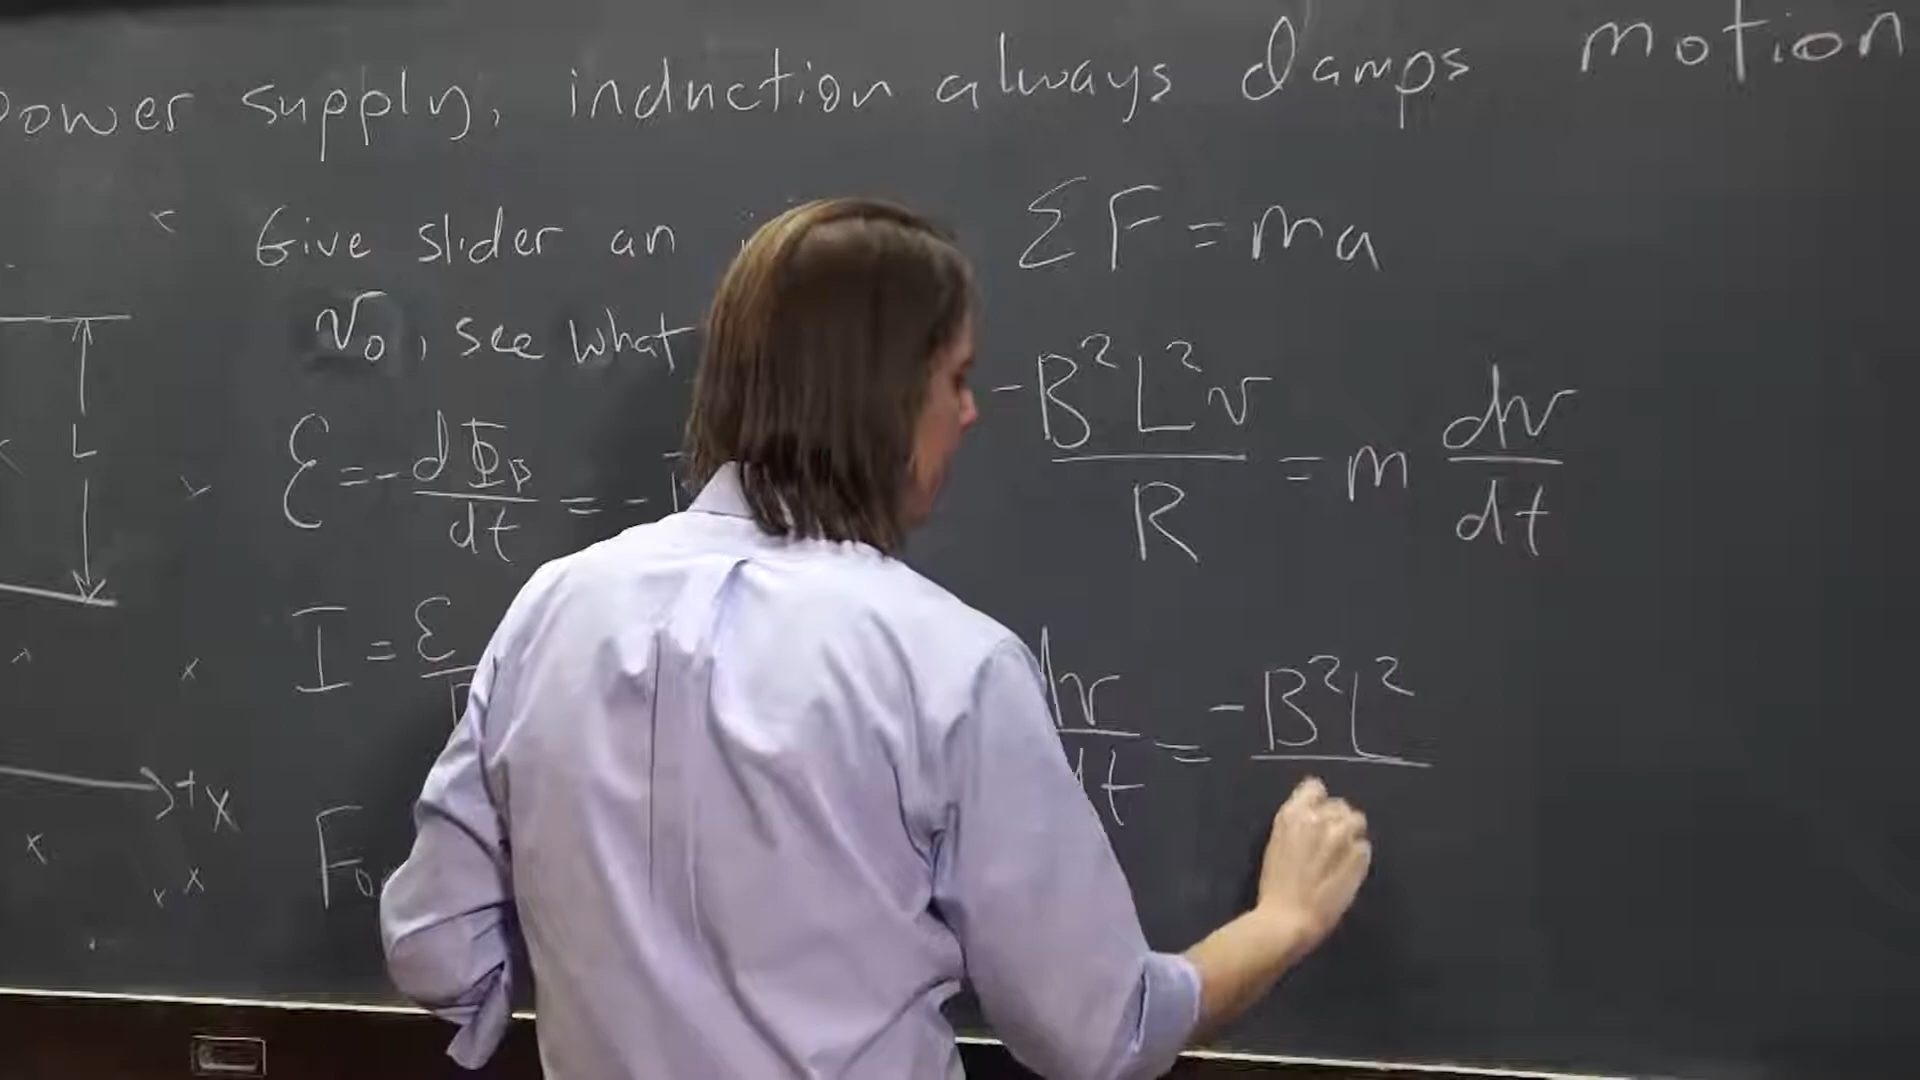 power supply, induction always damps motion
Give slider an
v₀, see what
ℰ = - dΦ_B/dt = -
I = ℰ/
L
+x
ΣF = ma
-B²L²v/R = m dv/dt
dv/dt = -B²L²/